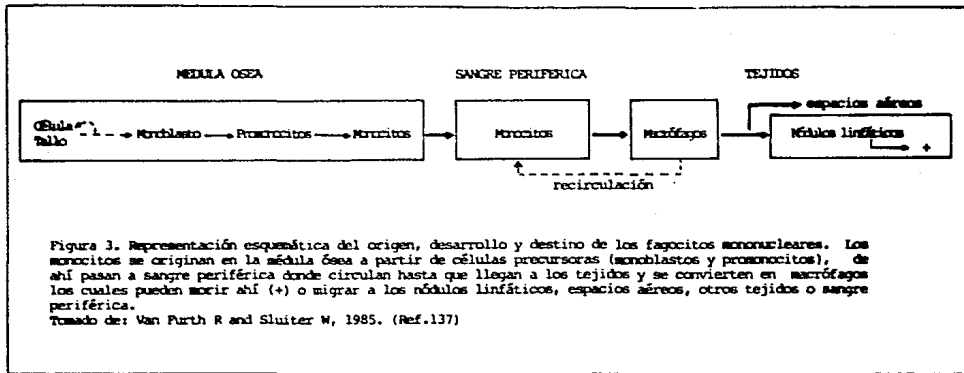 MEDULA OSEA SANGRE PERIFERICA TEJIDOS
espacios aéreos
Célula
Tallo
Monoblasto Promonocitos Monocitos Monocitos Macrófagos Nódulos linfáticos
+
recirculación
Figura 3. Representación esquemática del origen, desarrollo y destino de los fagocitos mononucleares. Los
monocitos se originan en la médula ósea a partir de células precursoras (monoblastos y promonocitos), de
ahí pasan a sangre periférica donde circulan hasta que llegan a los tejidos y se convierten en macrófagos
los cuales pueden morir ahí (+) o migrar a los nódulos linfáticos, espacios aéreos, otros tejidos o sangre
periférica.
Tomado de: Van Furth R and Sluiter W, 1985. (Ref.137)